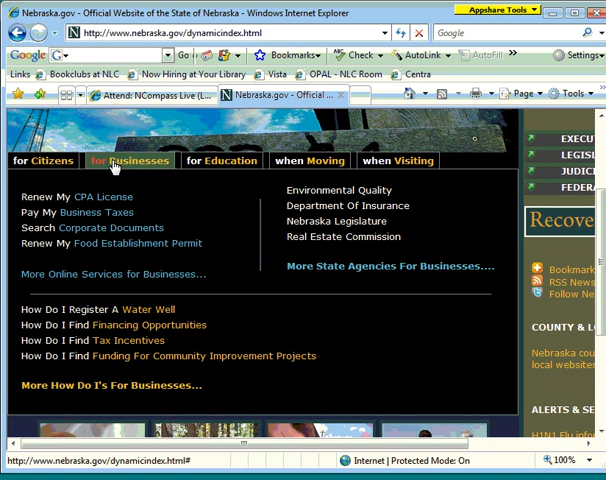 Nebraska.gov - Official Website of the State of Nebraska - Windows Internet Explorer
Appshare Tools
http://www.nebraska.gov/dynamicindex.html
Google
Google
Go
Bookmarks
Check
AutoLink
AutoFill
Settings
Links
Bookclubs at NLC
Now Hiring at Your Library
Vista
OPAL - NLC Room
Centra
Attend: NCompass Live (L...
Nebraska.gov - Official ...
Page
Tools
for Citizens
for Businesses
for Education
when Moving
when Visiting
Renew My CPA License
Pay My Business Taxes
Search Corporate Documents
Renew My Food Establishment Permit
More Online Services for Businesses...
Environmental Quality
Department Of Insurance
Nebraska Legislature
Real Estate Commission
More State Agencies For Businesses....
How Do I Register A Water Well
How Do I Find Financing Opportunities
How Do I Find Tax Incentives
How Do I Find Funding For Community Improvement Projects
More How Do I's For Businesses...
EXECUT
LEGISL
JUDICI
FEDERA
Recove
Bookmark
RSS News
Follow Ne
COUNTY & L
Nebraska cou
local websites
ALERTS & SE
H1N1 Flu infor
http://www.nebraska.gov/dynamicindex.html#
Internet | Protected Mode: On
100%